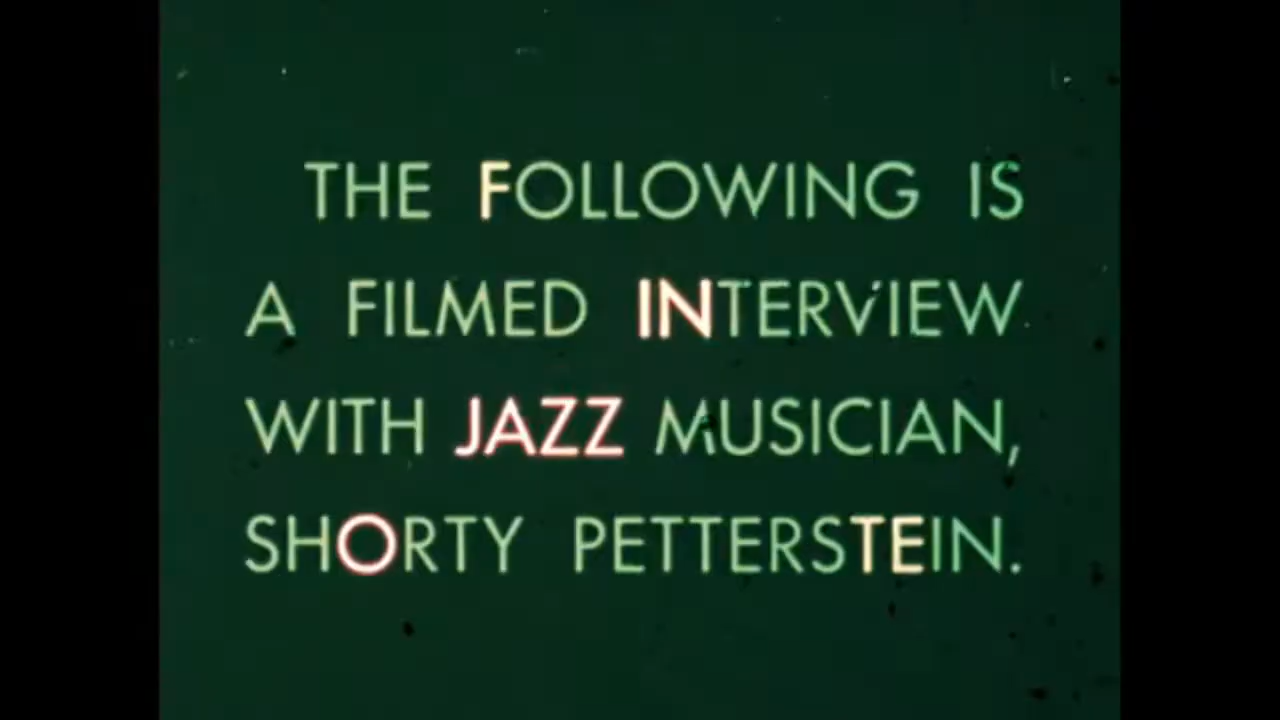 THE FOLLOWING IS
A FILMED INTERVIEW
WITH JAZZ MUSICIAN,
SHORTY PETTERSTEIN.